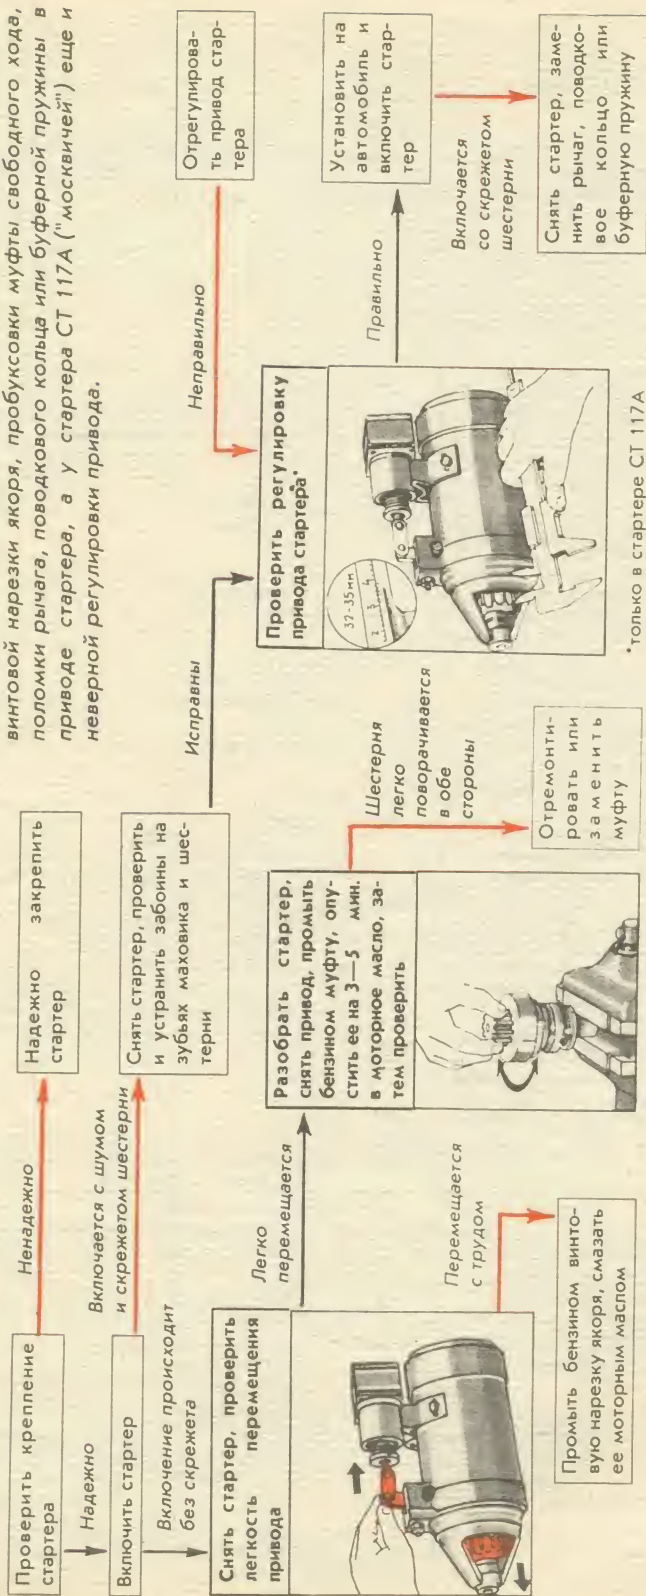 винтовой нарезки якоря, пробуксовки муфты свободного хода,
поломки рычага, поводкового кольца или буферной пружины в
приводе стартера, а у стартера СТ 117А ("москвичей") еще и
неверной регулировки привода.
Проверить крепление
стартера
Ненадежно
Надежно закрепить
стартер
Надежно
Включить стартер
Включается с шумом
и скрежетом шестерни
Снять стартер, проверить
и устранить забоины на
зубьях маховика и шес-
терни
Исправны
Неправильно
Отрегулирова-
ть привод стар-
тера
Включение происходит
без скрежета
Снять стартер, проверить
легкость перемещения
привода
Легко
перемещается
Разобрать стартер,
снять привод, промыть
бензином муфту, опу-
стить ее на 3—5 мин.
в моторное масло, за-
тем проверить
Шестерня
легко
поворачивается
в обе
стороны
Отремонти-
ровать или
заменить
муфту
Проверить регулировку
привода стартера*
32-35мм
2 3 4
Правильно
Установить на
автомобиль и
включить стар-
тер
Включается
со скрежетом
шестерни
Снять стартер, заме-
нить рычаг, поводко-
вое кольцо или
буферную пружину
Перемещается
с трудом
Промыть бензином винто-
вую нарезку якоря, смазать
ее моторным маслом
*только в стартере СТ 117А